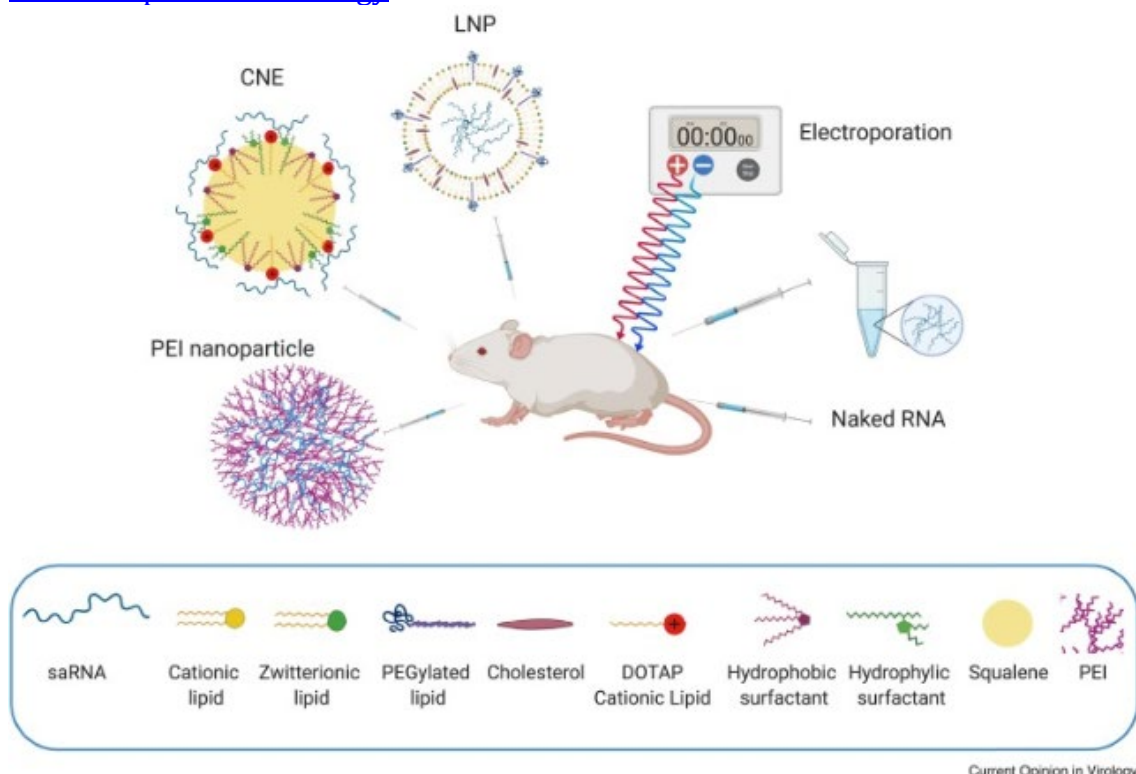 LNP
CNE
00:00 00
Electroporation
PEI nanoparticle
Naked RNA
saRNA
Cationic
lipid
Zwitterionic
lipid
PEGylated
lipid
Cholesterol
DOTAP
Cationic Lipid
Hydrophobic
surfactant
Hydrophylic
surfactant
Squalene
PEI
Current Opinion in Virology